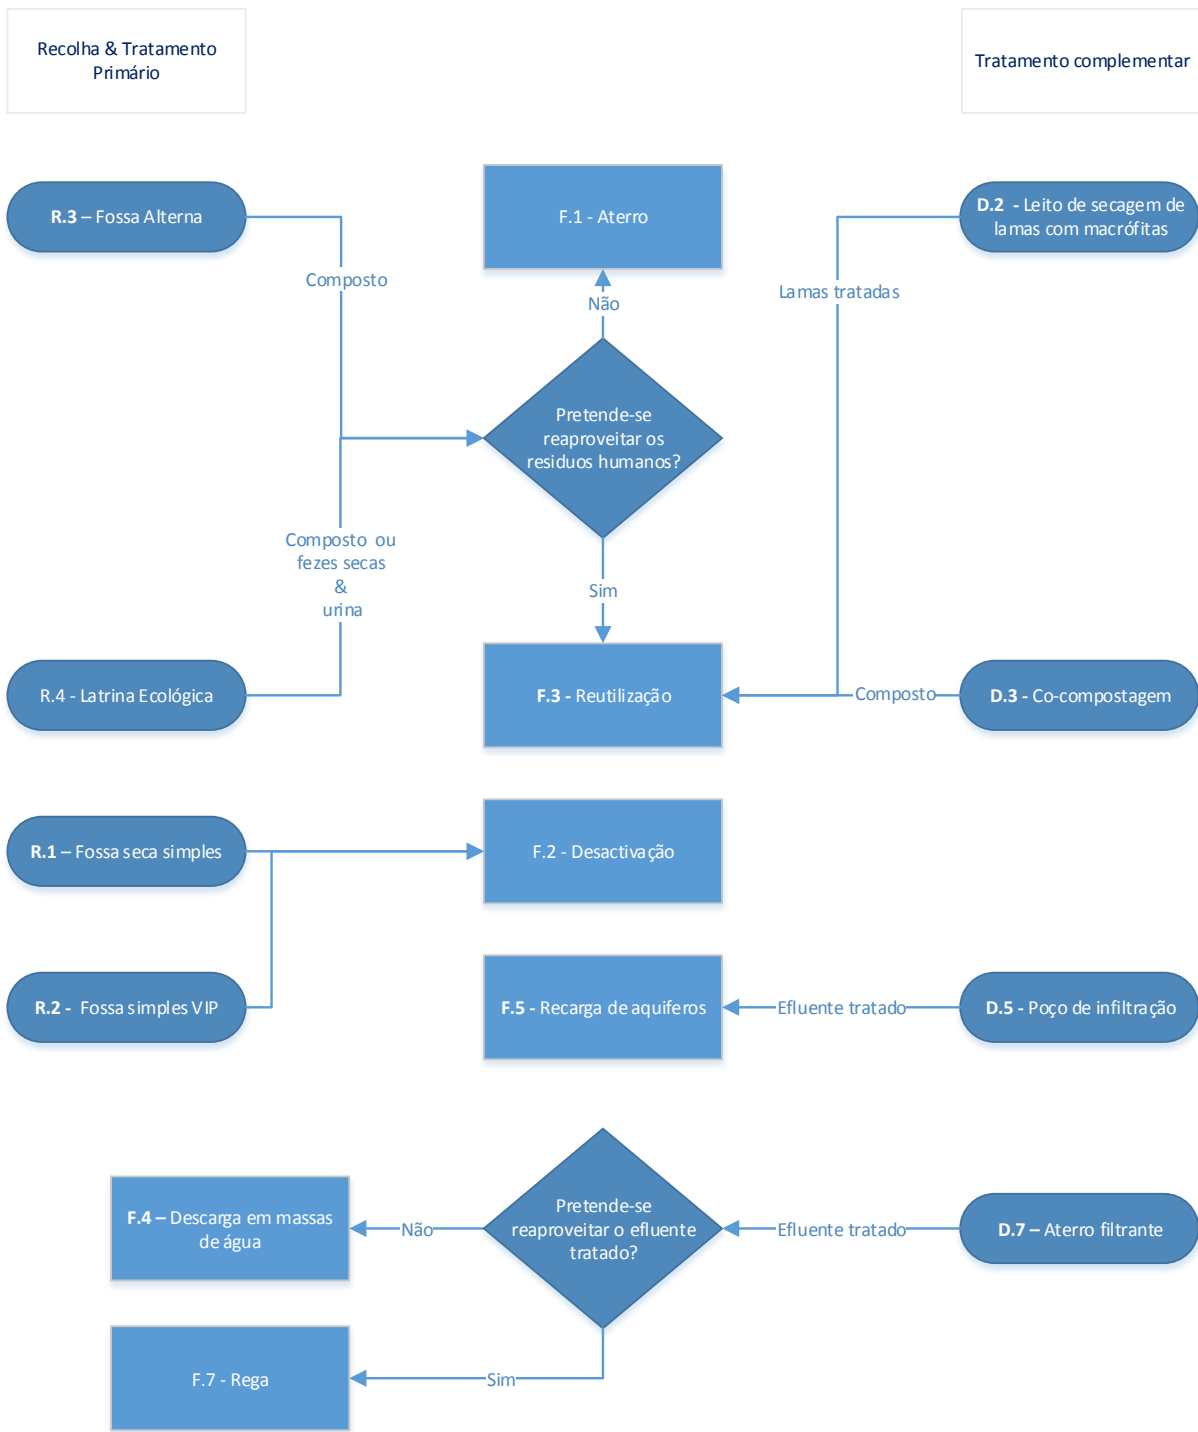 Recolha & Tratamento
Primário
Tratamento complementar
R.3 – Fossa Alterna
F.1 - Aterro
D.2 - Leito de secagem de
lamas com macrófitas
Composto
Lamas tratadas
Não
Pretende-se
reaproveitar os
residuos humanos?
Composto ou
fezes secas
&
urina
Sim
R.4 - Latrina Ecológica
F.3 - Reutilização
Composto
D.3 - Co-compostagem
R.1 – Fossa seca simples
F.2 - Desactivação
R.2 - Fossa simples VIP
F.5 - Recarga de aquiferos
Efluente tratado
D.5 - Poço de infiltração
F.4 – Descarga em massas
de água
Não
Pretende-se
reaproveitar o efluente
tratado?
Efluente tratado
D.7 – Aterro filtrante
F.7 - Rega
Sim